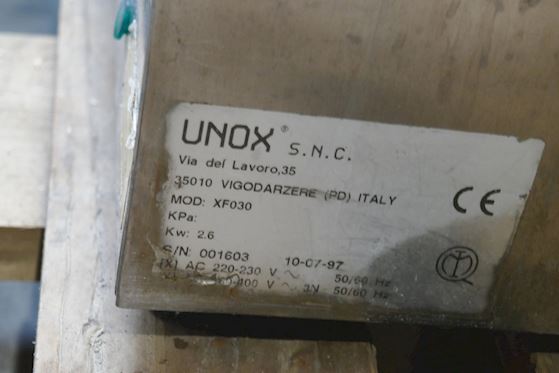 UNOX® S.N.C.
Via del Lavoro,35
35010 VIGODARZERE (PD) ITALY
MOD: XF030
CE
KPa:
Kw: 2.6
S/N: 001603 10-07-97
(X) AC 220-230 V ~ 50/60 Hz
-400 V ~ 3N 50/60 Hz